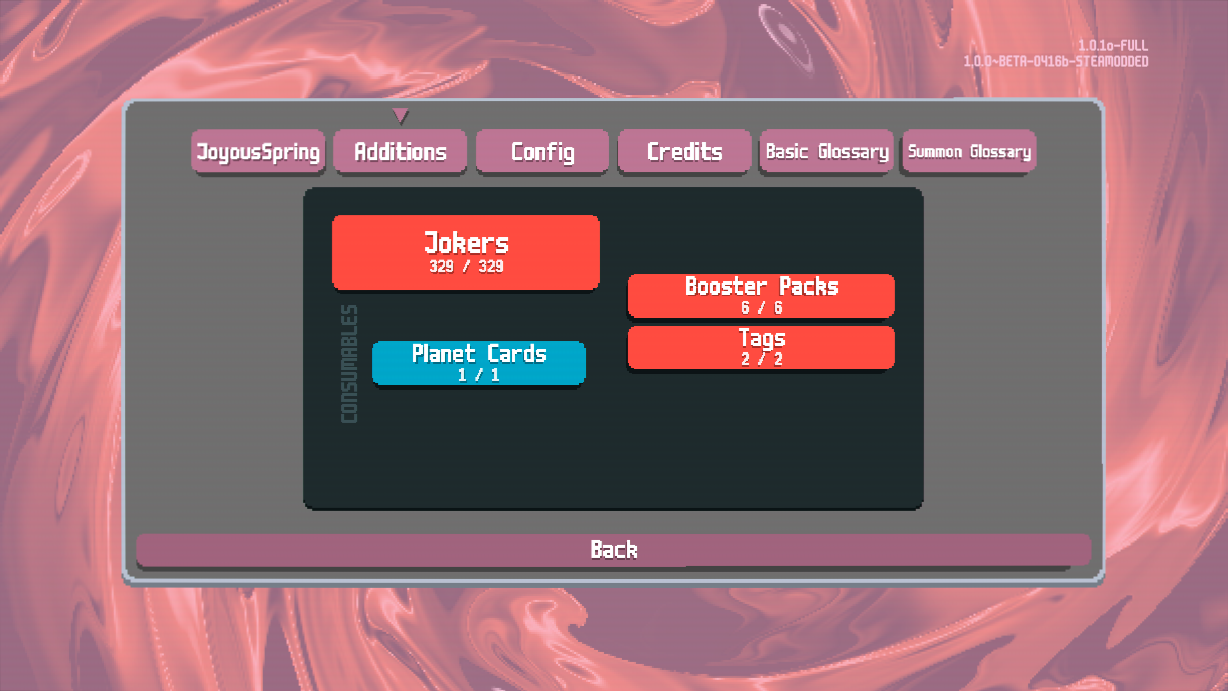 1.0.1o-FULL
1.0.0~BETA-0416b-STEAMODDED
JoyousSpring
Additions
Config
Credits
Basic Glossary
Summon Glossary
Jokers
329 / 329
CONSUMABLES
Planet Cards
1 / 1
Booster Packs
6 / 6
Tags
2 / 2
Back